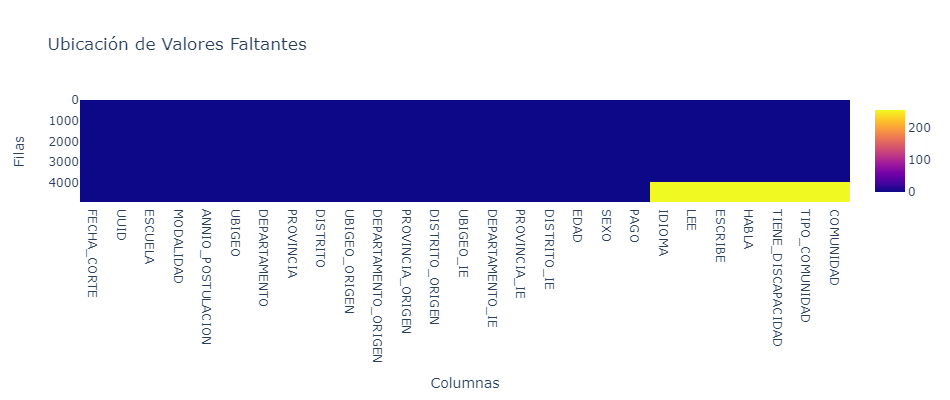 Ubicación de Valores Faltantes
Filas
0
1000
2000
3000
4000
200
100
0
FECHA_CORTE
UUID
ESCUELA
MODALIDAD
ANNIO_POSTULACION
UBIGEO
DEPARTAMENTO
PROVINCIA
DISTRITO
UBIGEO_ORIGEN
DEPARTAMENTO_ORIGEN
PROVINCIA_ORIGEN
DISTRITO_ORIGEN
UBIGEO_IE
DEPARTAMENTO_IE
PROVINCIA_IE
DISTRITO_IE
EDAD
SEXO
PAGO
IDIOMA
LEE
ESCRIBE
HABLA
TIENE_DISCAPACIDAD
TIPO_COMUNIDAD
COMUNIDAD
Columnas